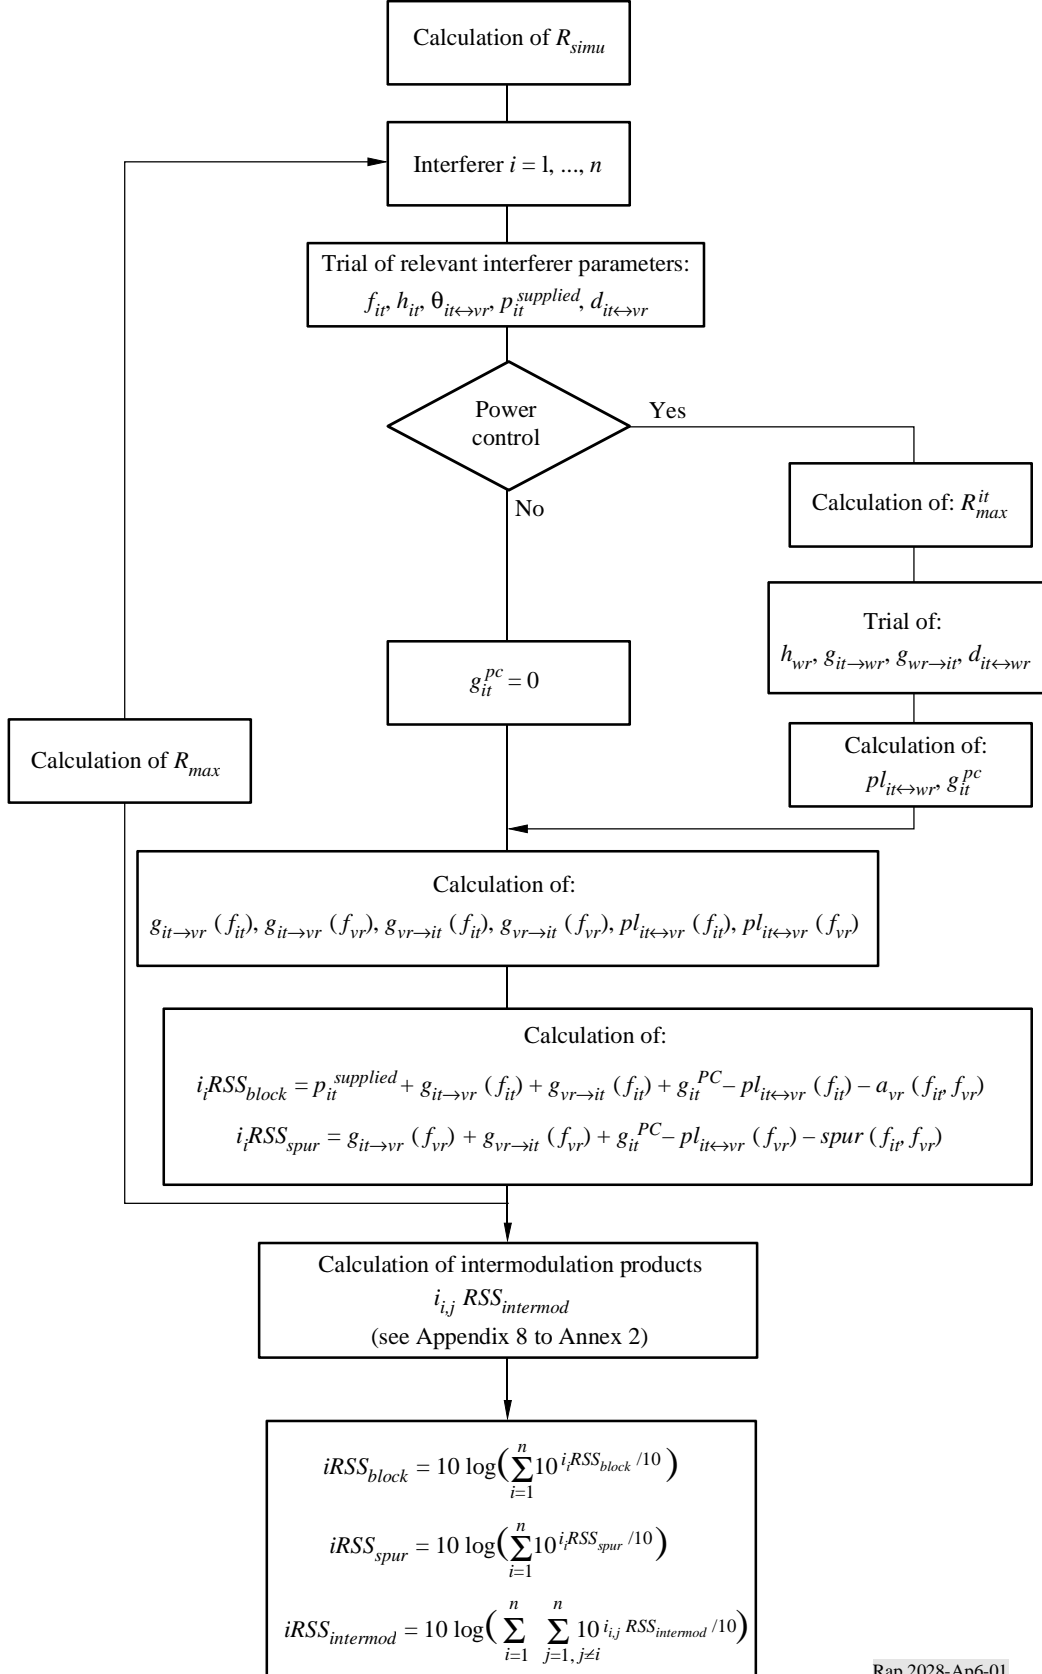 Calculation of R_simu
Interferer i = l, ..., n
Trial of relevant interferer parameters:
f_it, h_it, θ_it↔vr, p_it^supplied, d_it↔vr
Power
control
Yes
No
Calculation of: R_max^it
Trial of:
h_wr, g_it→wr, g_wr→it, d_it↔wr
g_it^pc = 0
Calculation of R_max
Calculation of:
pl_it↔wr, g_it^pc
Calculation of:
g_it→vr (f_it), g_it→vr (f_vr), g_vr→it (f_it), g_vr→it (f_vr), pl_it↔vr (f_it), pl_it↔vr (f_vr)
Calculation of:
i_iRSS_block = p_it^supplied + g_it→vr (f_it) + g_vr→it (f_it) + g_it^PC – pl_it↔vr (f_it) – a_vr (f_it, f_vr)
i_iRSS_spur = g_it→vr (f_vr) + g_vr→it (f_vr) + g_it^PC – pl_it↔vr (f_vr) – spur (f_it, f_vr)
Calculation of intermodulation products
i_i,j RSS_intermod
(see Appendix 8 to Annex 2)
iRSS_block = 10 log(∑_{i=1}^{n} 10^{i_iRSS_block /10})
iRSS_spur = 10 log(∑_{i=1}^{n} 10^{i_iRSS_spur /10})
iRSS_intermod = 10 log(∑_{i=1}^{n} ∑_{j=1, j≠i}^{n} 10^{i_i,j RSS_intermod /10})
Rap 2028-Ap6-01